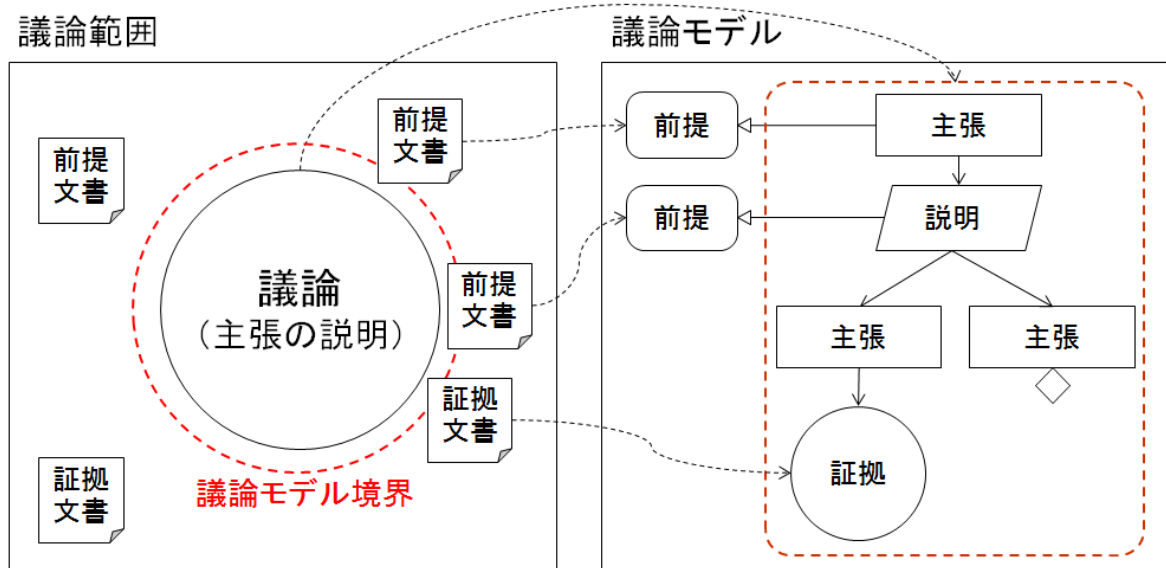 議論範囲
前提
文書
前提
文書
議論
（主張の説明）
前提
文書
証拠
文書
議論モデル境界
証拠
文書
議論モデル
前提
主張
前提
説明
主張
主張
証拠